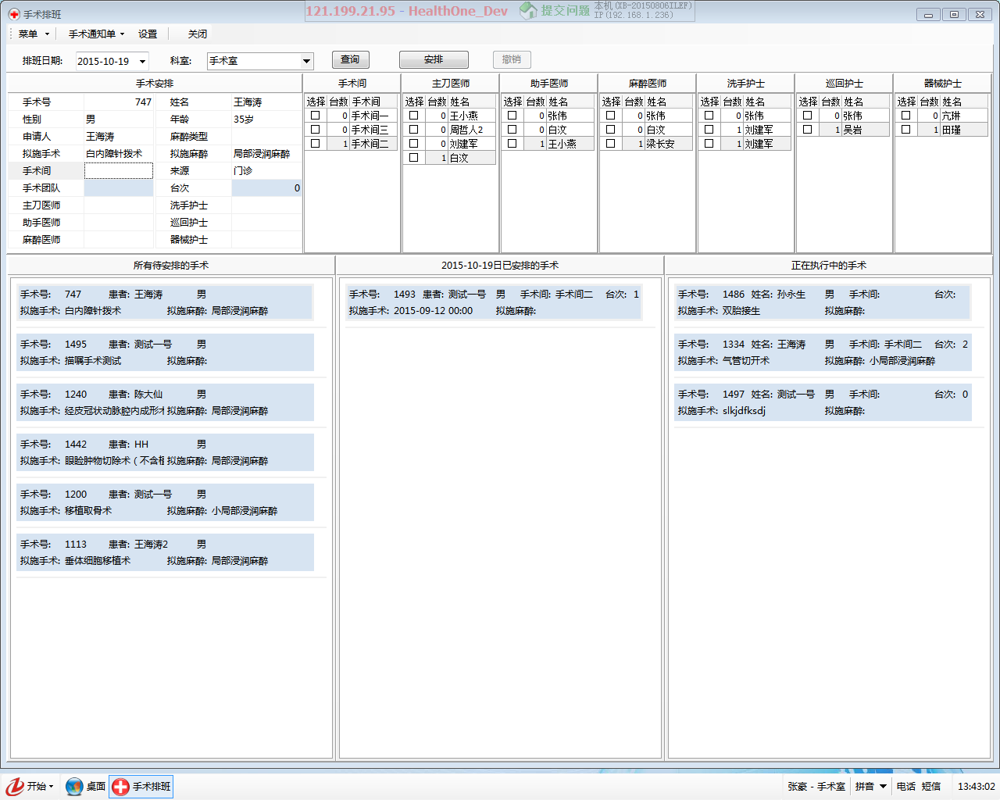 手术排班
121.199.21.95 - HealthOne_Dev
提交问题
本机(XB-20150806ILEF)
IP(192.168.1.236)
菜单 手术通知单 设置 关闭
排班日期: 2015-10-19 科室: 手术室 查询 安排 撤销
手术安排
手术号 747 姓名 王海涛
性别 男 年龄 35岁
申请人 王海涛 麻醉类型
拟施手术 白内障针拨术 拟施麻醉 局部浸润麻醉
手术间 来源 门诊
手术团队 台次 0
主刀医师 洗手护士
助手医师 巡回护士
麻醉医师 器械护士
手术间
选择 台数 手术间
0 手术间一
0 手术间三
1 手术间二
主刀医师
选择 台数 姓名
0 王小燕
0 周哲人2
0 刘建军
1 白汶
助手医师
选择 台数 姓名
0 张伟
0 白汶
1 王小燕
麻醉医师
选择 台数 姓名
0 张伟
0 白汶
1 梁长安
洗手护士
选择 台数 姓名
0 张伟
1 刘建军
1 刘建军
巡回护士
选择 台数 姓名
0 张伟
1 吴岩
器械护士
选择 台数 姓名
0 亢琳
1 田瑾
所有待安排的手术
手术号: 747 患者: 王海涛 男
拟施手术: 白内障针拨术 拟施麻醉: 局部浸润麻醉
手术号: 1495 患者: 测试一号 男
拟施手术: 描嘱手术测试 拟施麻醉:
手术号: 1240 患者: 陈大仙 男
拟施手术: 经皮冠状动脉腔内成形术 拟施麻醉: 局部浸润麻醉
手术号: 1442 患者: HH 男
拟施手术: 眼睑肿物切除术（不含植 拟施麻醉: 局部浸润麻醉
手术号: 1200 患者: 测试一号 男
拟施手术: 移植取骨术 拟施麻醉: 小局部浸润麻醉
手术号: 1113 患者: 王海涛2 男
拟施手术: 垂体细胞移植术 拟施麻醉: 局部浸润麻醉
2015-10-19日已安排的手术
手术号: 1493 患者: 测试一号 男 手术间: 手术间二 台次: 1
拟施手术: 2015-09-12 00:00 拟施麻醉:
正在执行中的手术
手术号: 1486 姓名: 孙永生 男 手术间: 台次:
拟施手术: 双胎接生 拟施麻醉:
手术号: 1334 姓名: 王海涛 男 手术间: 手术间二 台次: 2
拟施手术: 气管切开术 拟施麻醉: 小局部浸润麻醉
手术号: 1497 姓名: 测试一号 男 手术间: 台次: 0
拟施手术: slkjdfksdj 拟施麻醉:
开始 桌面 手术排班 张豪 - 手术室 拼音 电话 短信 13:43:02